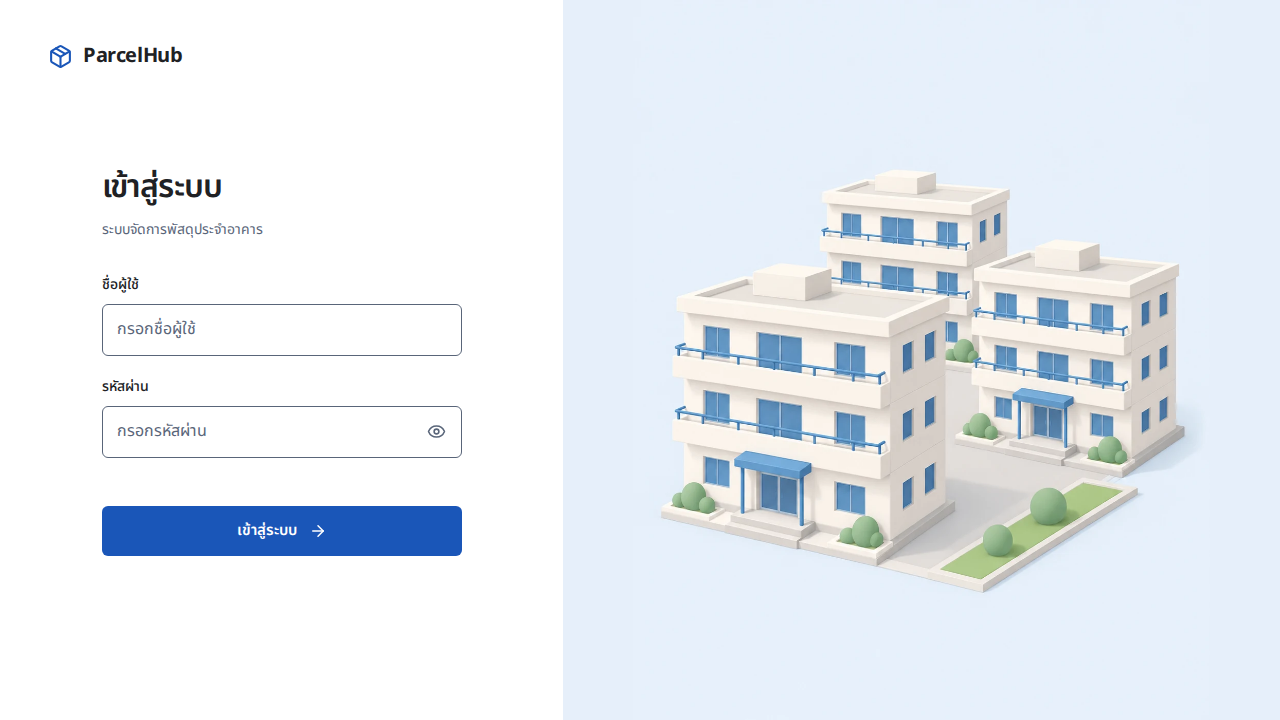 ParcelHub
เข้าสู่ระบบ
ระบบจัดการพัสดุประจำอาคาร
ชื่อผู้ใช้
กรอกชื่อผู้ใช้
รหัสผ่าน
กรอกรหัสผ่าน
เข้าสู่ระบบ